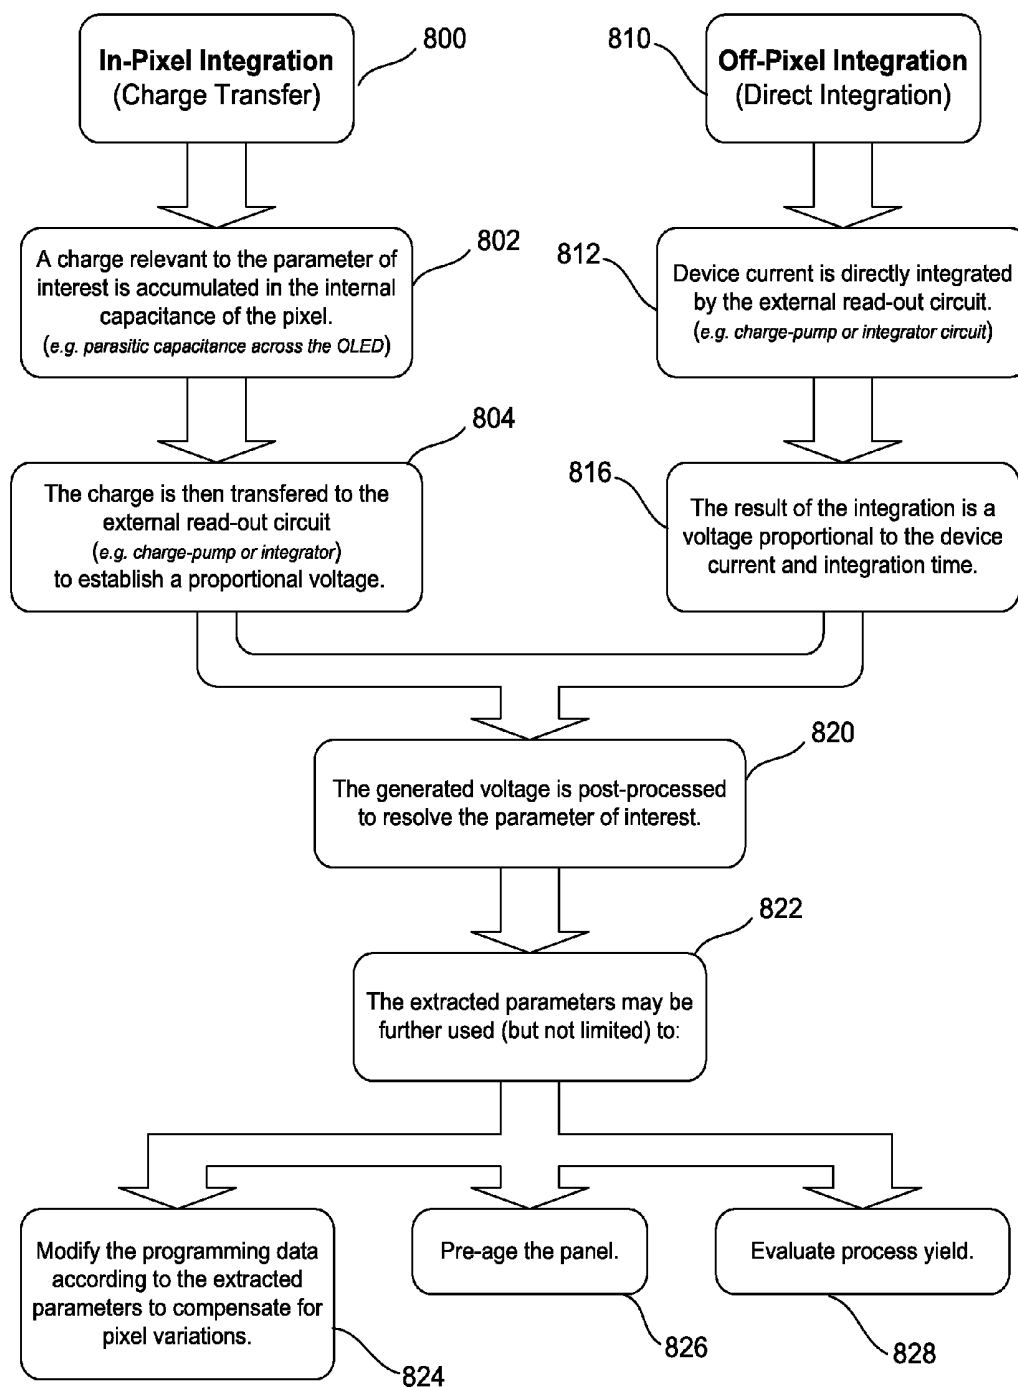 In-Pixel Integration
(Charge Transfer)
800
810
Off-Pixel Integration
(Direct Integration)
A charge relevant to the parameter of
interest is accumulated in the internal
capacitance of the pixel.
(e.g. parasitic capacitance across the OLED)
802
812
Device current is directly integrated
by the external read-out circuit.
(e.g. charge-pump or integrator circuit)
The charge is then transfered to the
external read-out circuit
(e.g. charge-pump or integrator)
to establish a proportional voltage.
804
816
The result of the integration is a
voltage proportional to the device
current and integration time.
The generated voltage is post-processed
to resolve the parameter of interest.
820
The extracted parameters may be
further used (but not limited) to:
822
Modify the programming data
according to the extracted
parameters to compensate for
pixel variations.
824
Pre-age the panel.
826
Evaluate process yield.
828